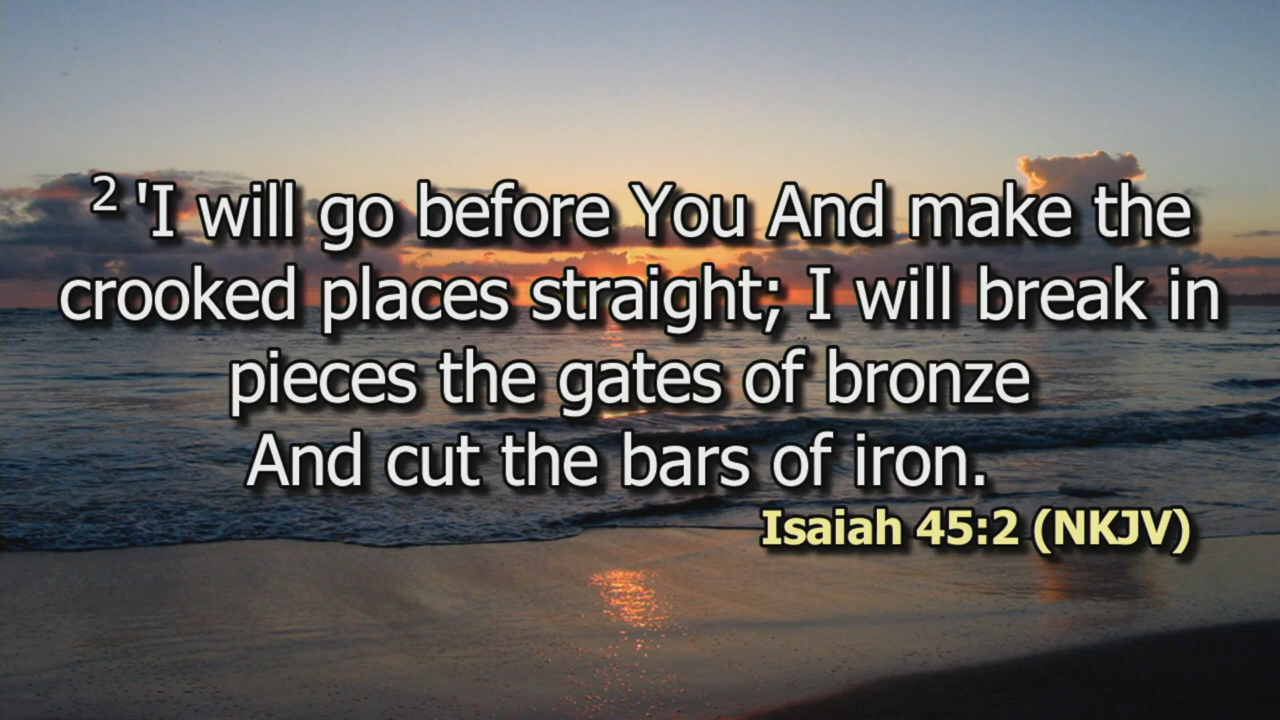 2 'I will go before You And make the
crooked places straight; I will break in
pieces the gates of bronze
And cut the bars of iron.
Isaiah 45:2 (NKJV)